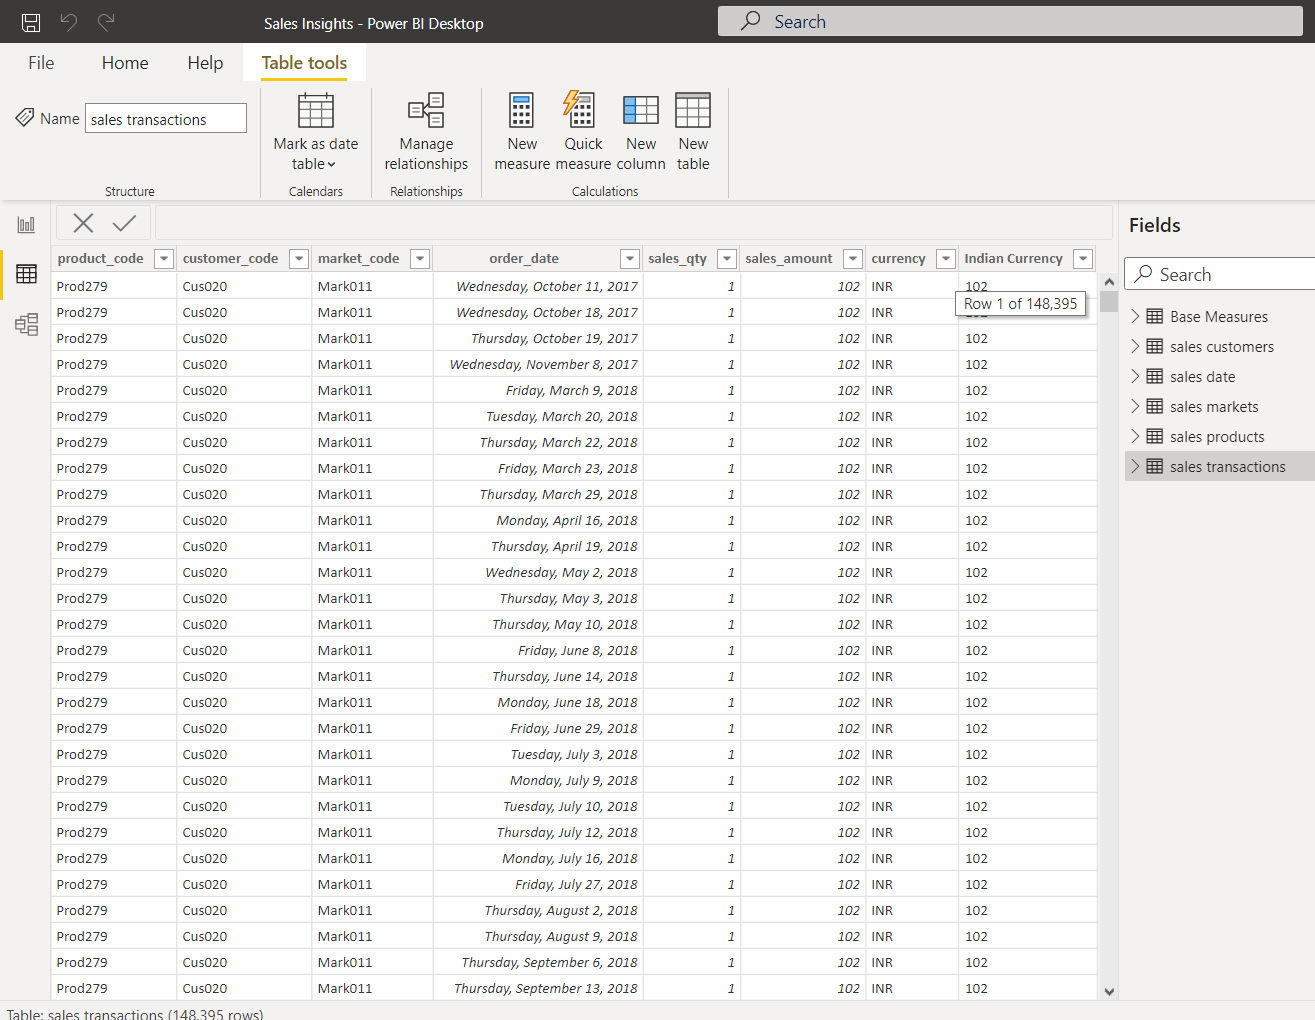 Sales Insights - Power BI Desktop
Search
File Home Help Table tools
Name sales transactions
Mark as date table
Manage relationships
New measure
Quick measure
New column
New table
Structure Calendars Relationships Calculations
Fields
Search
Base Measures
sales customers
sales date
sales markets
sales products
sales transactions
product_code customer_code market_code order_date sales_qty sales_amount currency Indian Currency
Prod279 Cus020 Mark011 Wednesday, October 11, 2017 1 102 INR 102
Row 1 of 148,395
Prod279 Cus020 Mark011 Wednesday, October 18, 2017 1 102 INR
Prod279 Cus020 Mark011 Thursday, October 19, 2017 1 102 INR 102
Prod279 Cus020 Mark011 Wednesday, November 8, 2017 1 102 INR 102
Prod279 Cus020 Mark011 Friday, March 9, 2018 1 102 INR 102
Prod279 Cus020 Mark011 Tuesday, March 20, 2018 1 102 INR 102
Prod279 Cus020 Mark011 Thursday, March 22, 2018 1 102 INR 102
Prod279 Cus020 Mark011 Friday, March 23, 2018 1 102 INR 102
Prod279 Cus020 Mark011 Thursday, March 29, 2018 1 102 INR 102
Prod279 Cus020 Mark011 Monday, April 16, 2018 1 102 INR 102
Prod279 Cus020 Mark011 Thursday, April 19, 2018 1 102 INR 102
Prod279 Cus020 Mark011 Wednesday, May 2, 2018 1 102 INR 102
Prod279 Cus020 Mark011 Thursday, May 3, 2018 1 102 INR 102
Prod279 Cus020 Mark011 Thursday, May 10, 2018 1 102 INR 102
Prod279 Cus020 Mark011 Friday, June 8, 2018 1 102 INR 102
Prod279 Cus020 Mark011 Thursday, June 14, 2018 1 102 INR 102
Prod279 Cus020 Mark011 Monday, June 18, 2018 1 102 INR 102
Prod279 Cus020 Mark011 Friday, June 29, 2018 1 102 INR 102
Prod279 Cus020 Mark011 Tuesday, July 3, 2018 1 102 INR 102
Prod279 Cus020 Mark011 Monday, July 9, 2018 1 102 INR 102
Prod279 Cus020 Mark011 Tuesday, July 10, 2018 1 102 INR 102
Prod279 Cus020 Mark011 Thursday, July 12, 2018 1 102 INR 102
Prod279 Cus020 Mark011 Monday, July 16, 2018 1 102 INR 102
Prod279 Cus020 Mark011 Friday, July 27, 2018 1 102 INR 102
Prod279 Cus020 Mark011 Thursday, August 2, 2018 1 102 INR 102
Prod279 Cus020 Mark011 Thursday, August 9, 2018 1 102 INR 102
Prod279 Cus020 Mark011 Thursday, September 6, 2018 1 102 INR 102
Prod279 Cus020 Mark011 Thursday, September 13, 2018 1 102 INR 102
Table: sales transactions (148,395 rows)